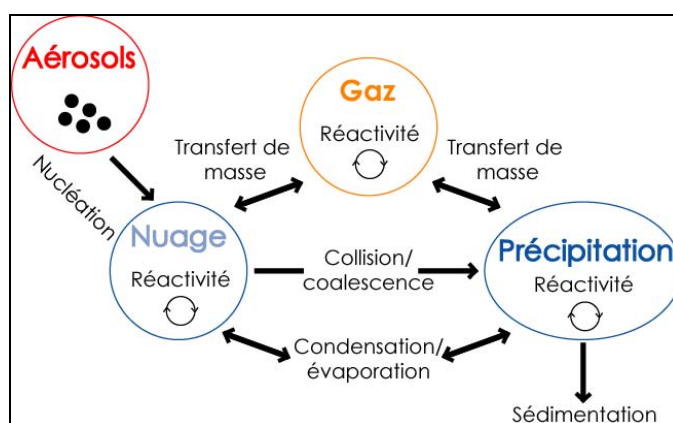 Aérosols
Nucléation
Gaz
Réactivité
Transfert de
masse
Transfert de
masse
Nuage
Réactivité
Collision/
coalescence
Condensation/
évaporation
Précipitation
Réactivité
Sédimentation